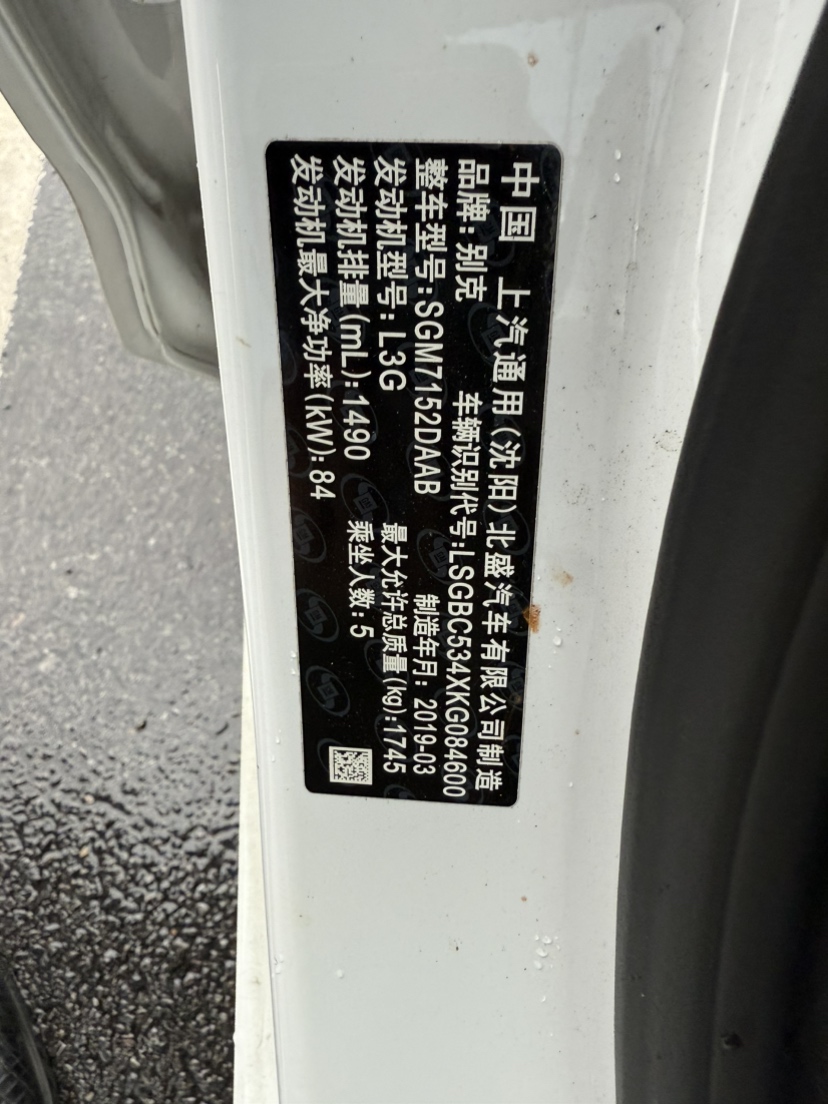 中国 上汽通用(沈阳)北盛汽车有限公司制造
品牌:别克 车辆识别代号:LSGBC534XKG084600
整车型号:SGM7152DAAB 制造年月: 2019-03
发动机型号: L3G 最大允许总质量(kg):1745
发动机排量(mL):1490 乘坐人数:5
发动机最大净功率(kW):84